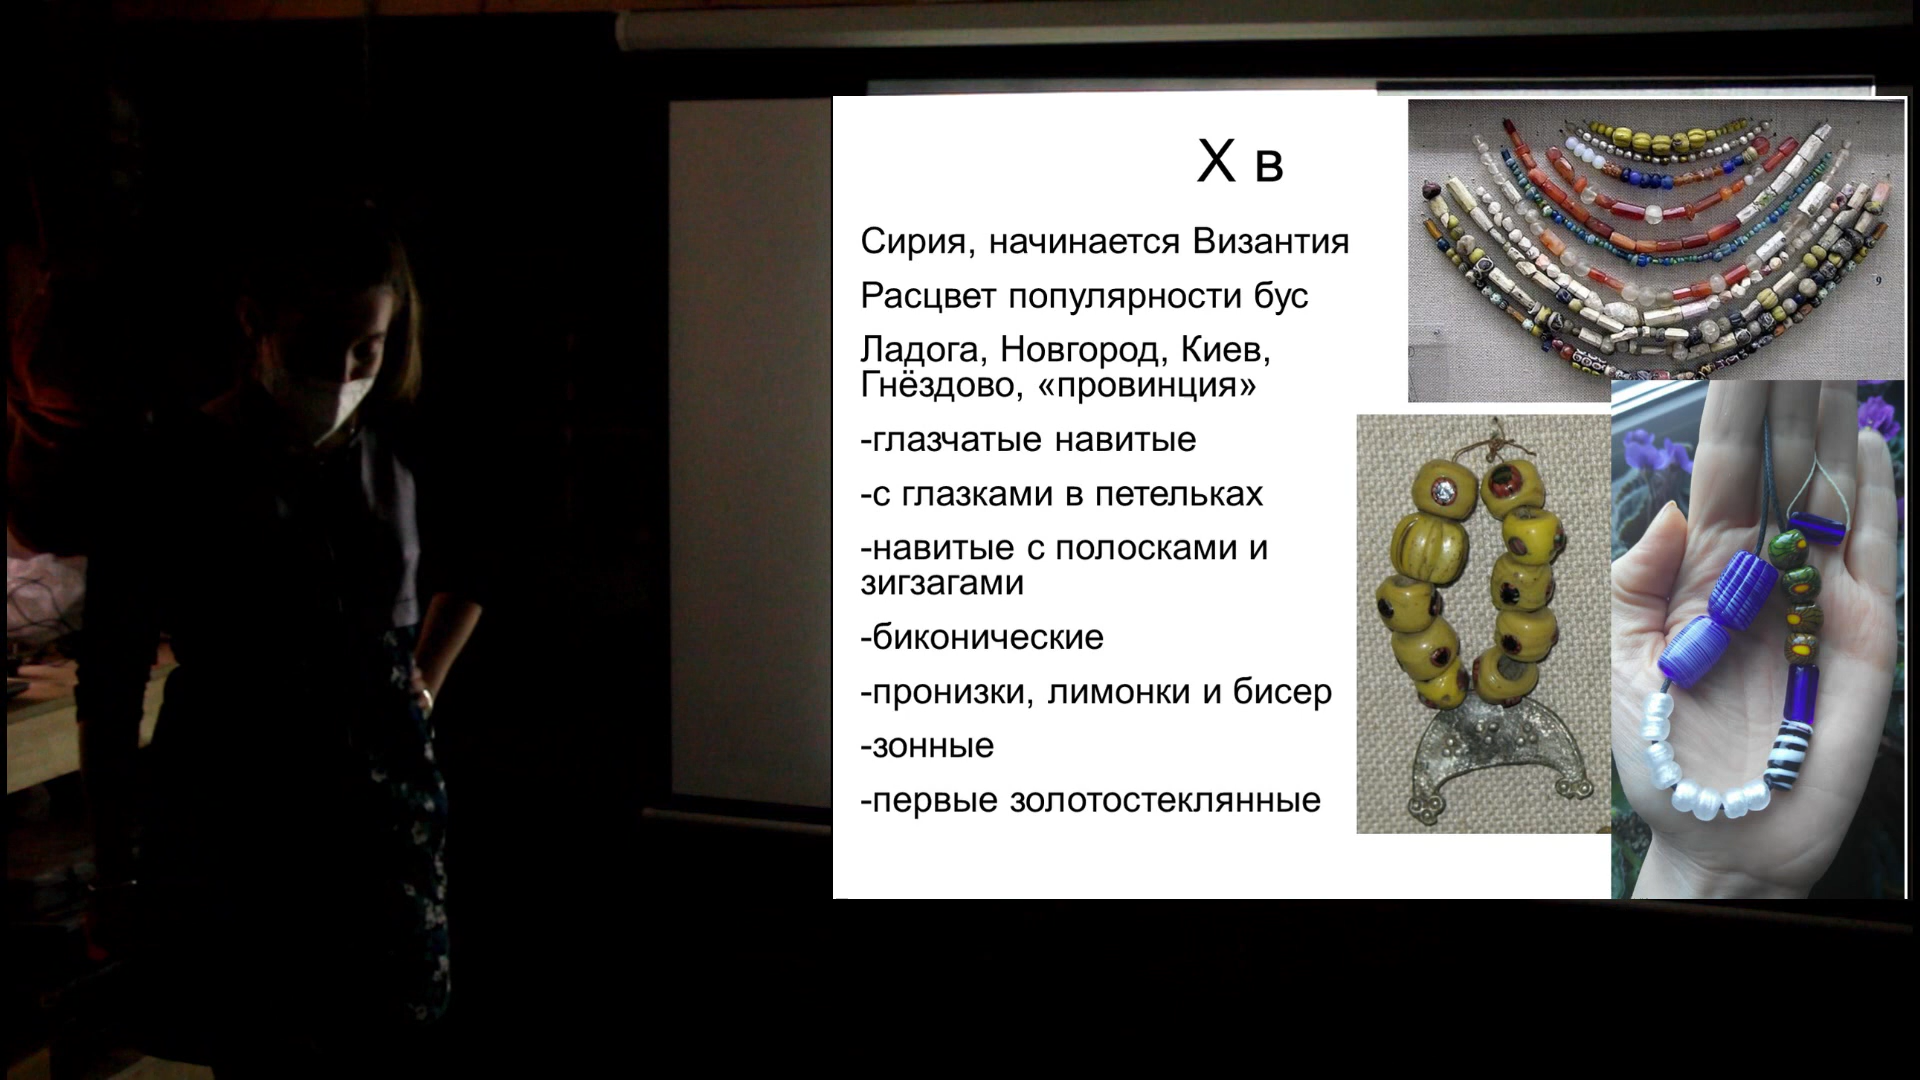 X в
Сирия, начинается Византия
Расцвет популярности бус
Ладога, Новгород, Киев,
Гнёздово, «провинция»
-глазчатые навитые
-с глазками в петельках
-навитые с полосками и
зигзагами
-биконические
-пронизки, лимонки и бисер
-зонные
-первые золотостеклянные
9